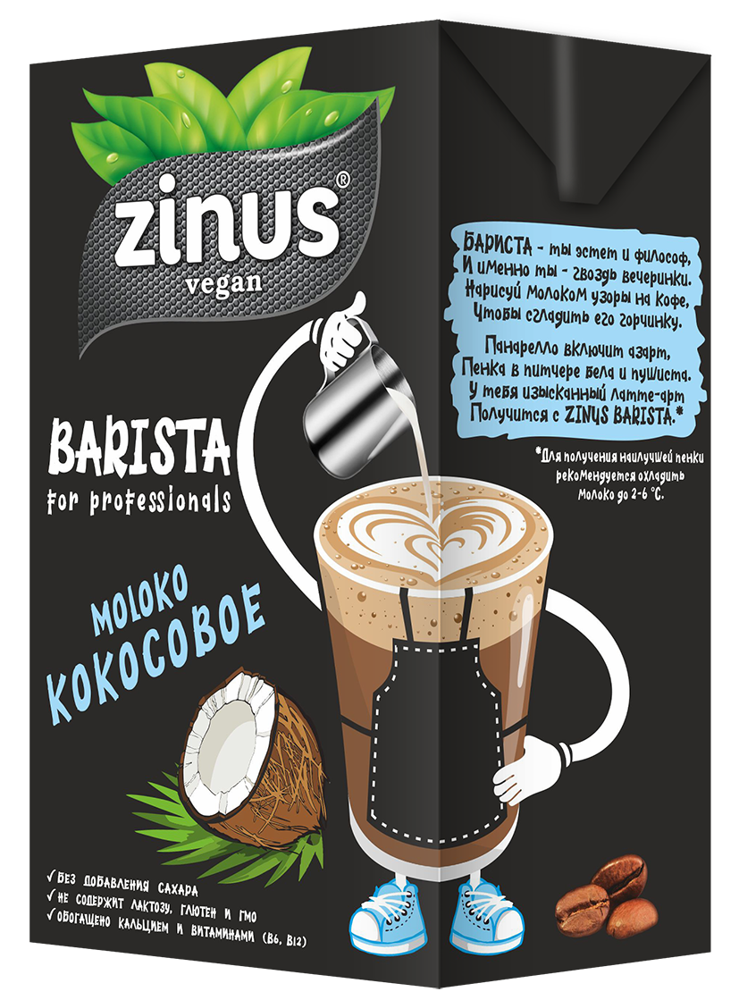 zinus®
vegan
BARISTA
for professionals
MOLOKO
КОКОСОВОЕ
✓БЕЗ ДОБАВЛЕНИЯ САХАРА
✓НЕ СОДЕРЖИТ ЛАКТОЗУ, ГЛЮТЕН И ГМО
✓ОБОГАЩЕНО КАЛЬЦИЕМ И ВИТАМИНАМИ (B6, B12)
БАРИСТА - ты эстет и философ,
И именно ты - гвоздь вечеринки.
Нарисуй молоком узоры на кофе,
Чтобы сгладить его горчинку.
Панарелло включит азарт,
Пенка в питчере бела и пушиста.
У тебя изысканный латте-арт
Получится с ZINUS BARISTA.*
*Для получения наилучшей пенки
рекомендуется охладить
молоко до 2-6 °С.